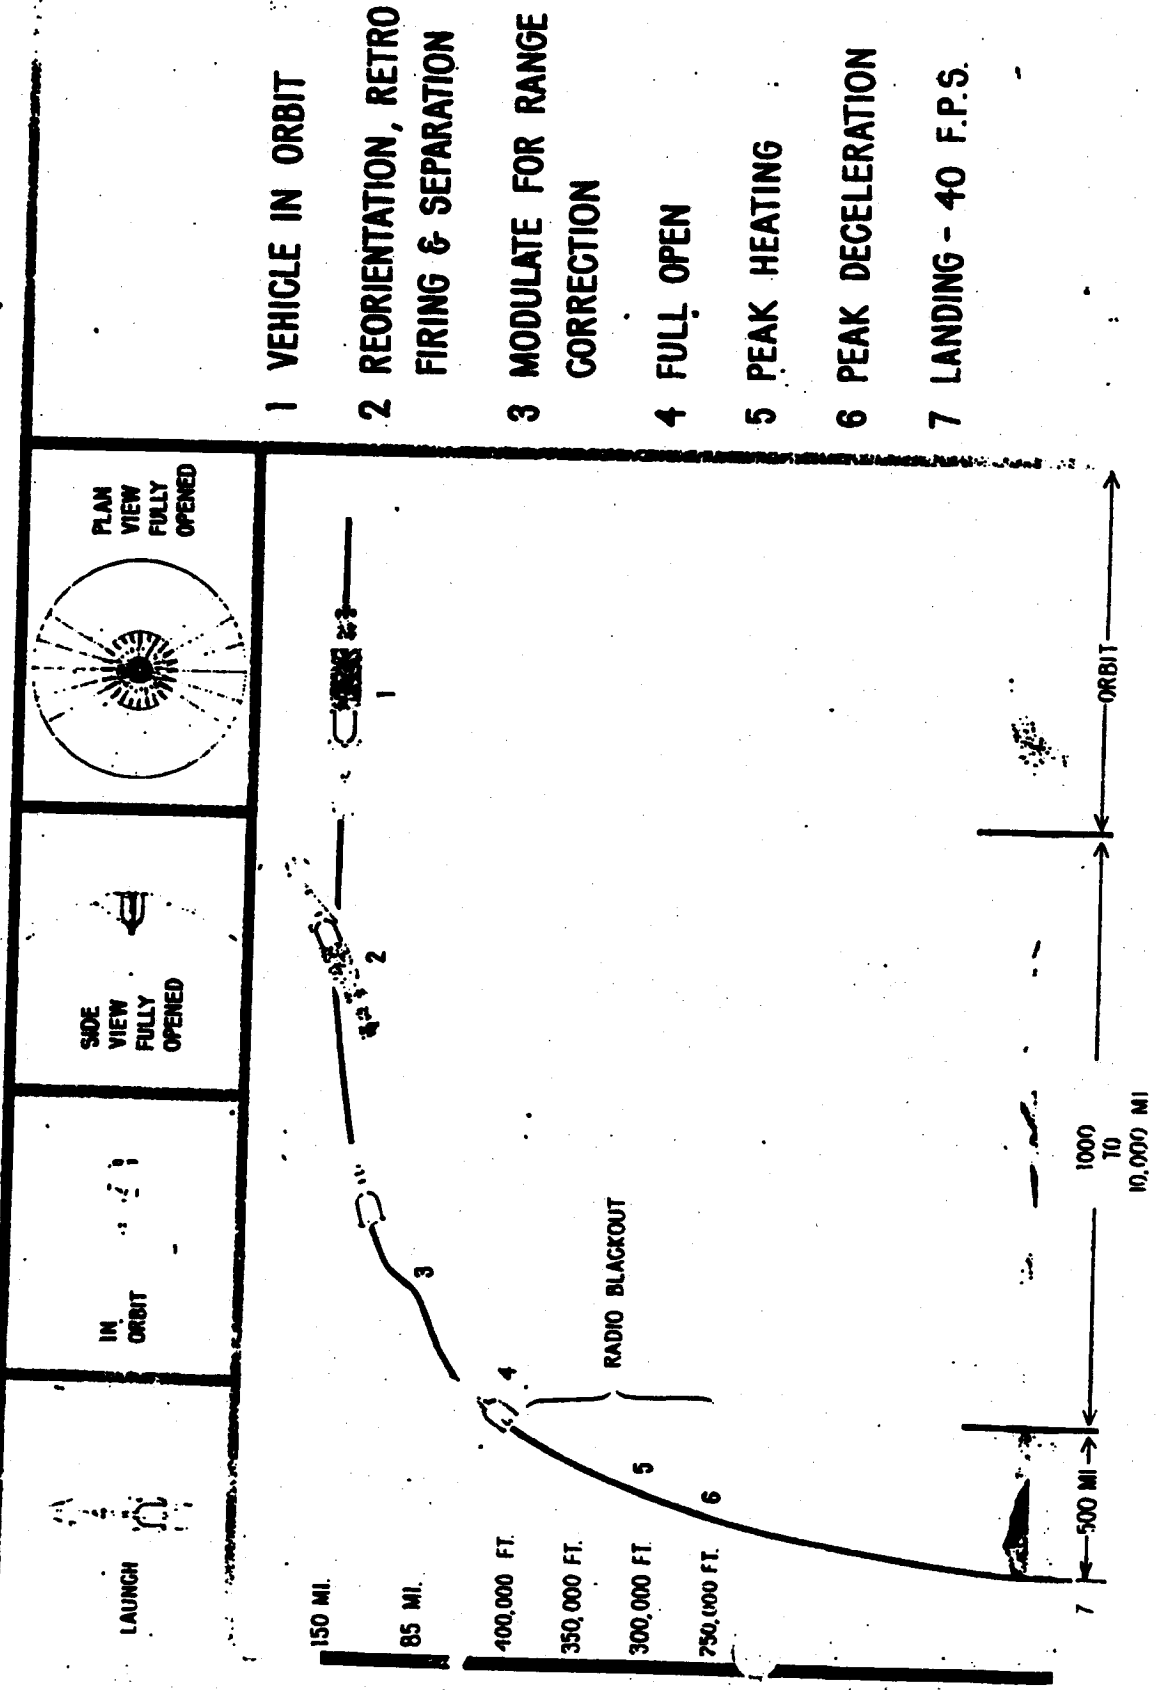 LAUNCH
IN
ORBIT
SIDE
VIEW
FULLY
OPENED
PLAN
VIEW
FULLY
OPENED
150 MI.
85 MI.
400,000 FT.
350,000 FT.
300,000 FT.
250,000 FT.
1
2
3
4
5
6
7
RADIO BLACKOUT
500 MI
1000
TO
10,000 MI
ORBIT
1 VEHICLE IN ORBIT
2 REORIENTATION, RETRO
FIRING & SEPARATION
3 MODULATE FOR RANGE
CORRECTION
4 FULL OPEN
5 PEAK HEATING
6 PEAK DECELERATION
7 LANDING - 40 F.P.S.